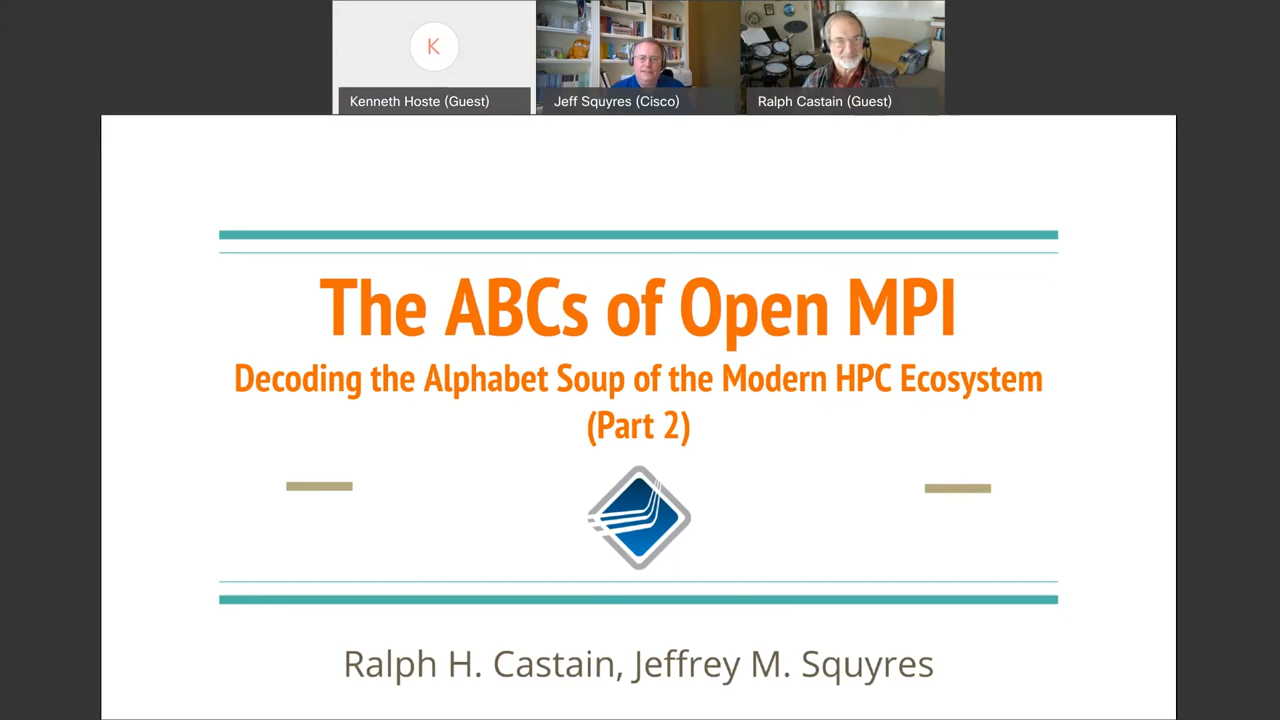 K
Kenneth Hoste (Guest)
Jeff Squyres (Cisco)
Ralph Castain (Guest)
The ABCs of Open MPI
Decoding the Alphabet Soup of the Modern HPC Ecosystem
(Part 2)
Ralph H. Castain, Jeffrey M. Squyres